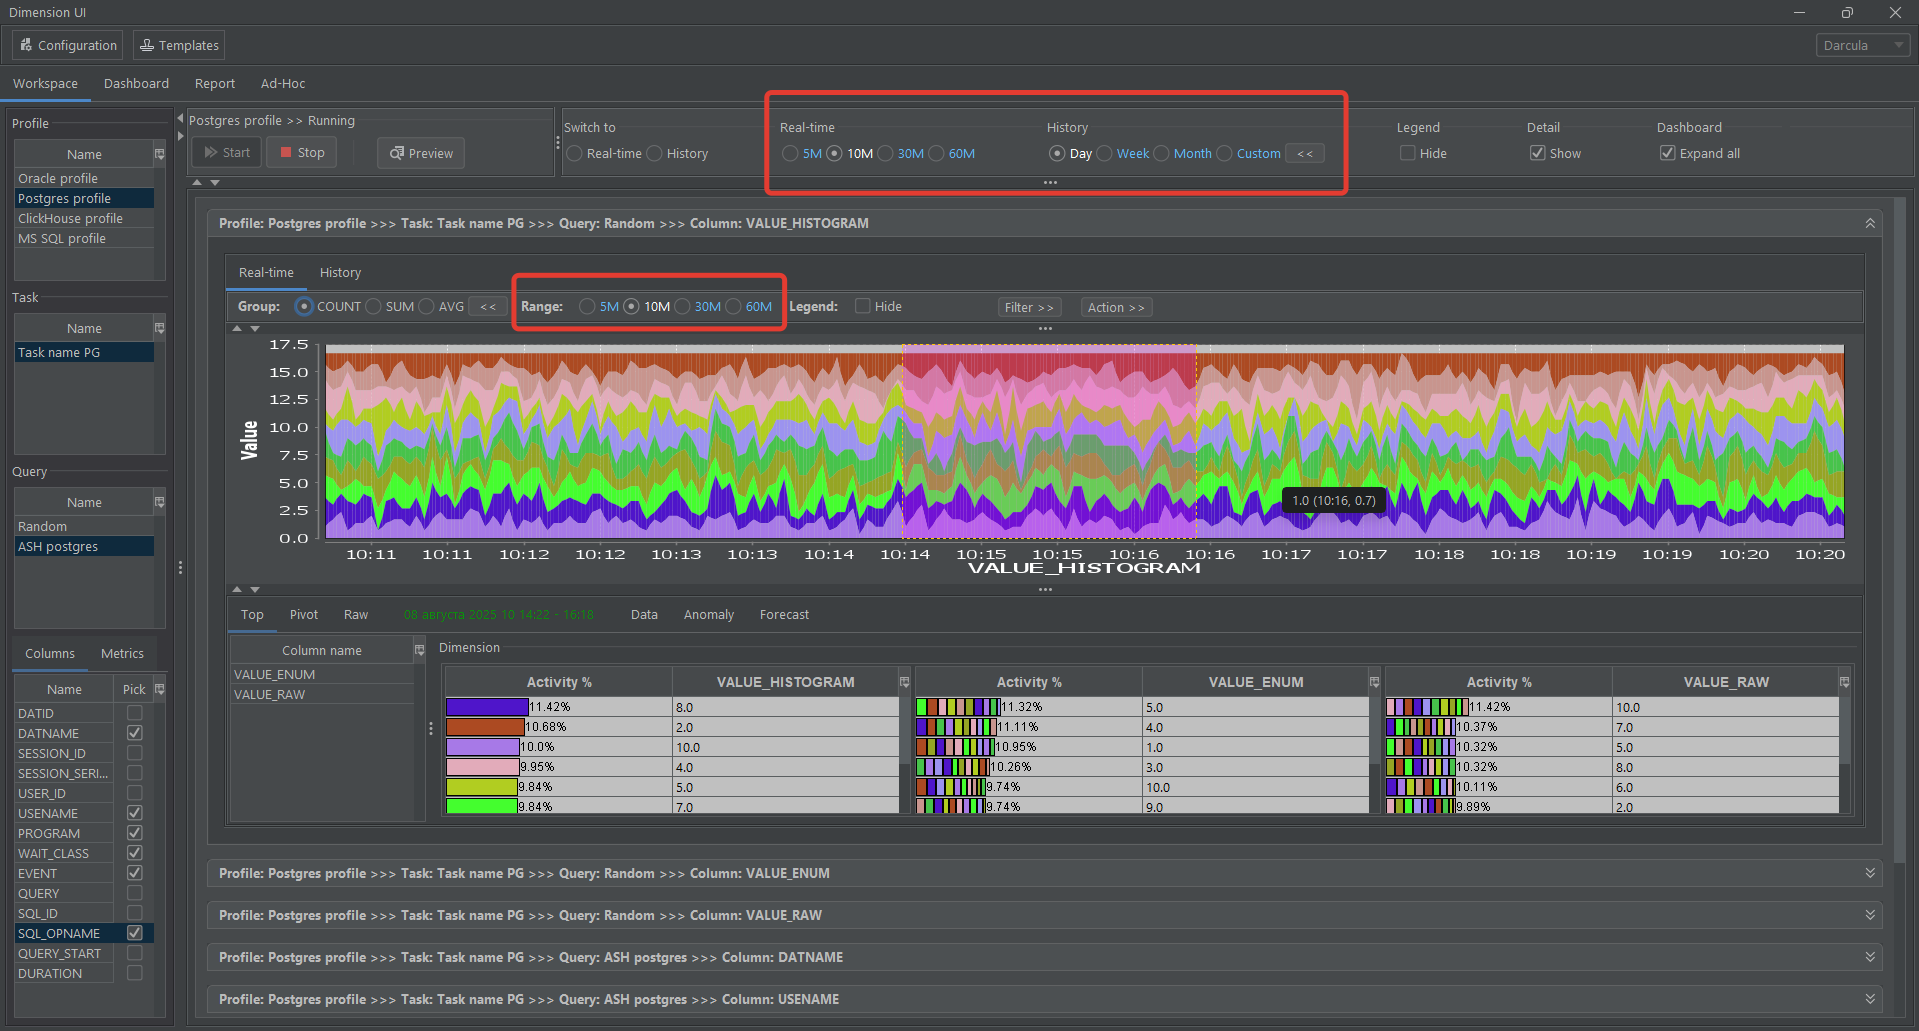 Dimension UI
Configuration Templates Darcula
Workspace Dashboard Report Ad-Hoc
Profile
Name
Oracle profile
Postgres profile
ClickHouse profile
MS SQL profile
Task
Name
Task name PG
Query
Name
Random
ASH postgres
Columns Metrics
Name Pick
DATID
DATNAME
SESSION_ID
SESSION_SERI...
USER_ID
USENAME
PROGRAM
WAIT_CLASS
EVENT
QUERY
SQL_ID
SQL_OPNAME
QUERY_START
DURATION
Postgres profile >> Running
Start Stop Preview
Switch to
Real-time History
Real-time
5M 10M 30M 60M
History
Day Week Month Custom <<
Legend
Hide
Detail
Show
Dashboard
Expand all
Profile: Postgres profile >>> Task: Task name PG >>> Query: Random >>> Column: VALUE_HISTOGRAM
Real-time History
Group: COUNT SUM AVG << Range: 5M 10M 30M 60M Legend: Hide Filter >> Action >>
Value
17.5
15.0
12.5
10.0
7.5
5.0
2.5
0.0
1.0 (10:16, 0.7)
10:11 10:11 10:12 10:12 10:13 10:13 10:14 10:14 10:15 10:15 10:16 10:16 10:17 10:17 10:18 10:18 10:19 10:19 10:20 10:20
VALUE_HISTOGRAM
Top Pivot Raw 08 августа 2025 10 14:22 - 16:18 Data Anomaly Forecast
Column name
VALUE_ENUM
VALUE_RAW
Dimension
Activity % VALUE_HISTOGRAM Activity % VALUE_ENUM Activity % VALUE_RAW
11.42% 8.0 11.32% 5.0 11.42% 10.0
10.68% 2.0 11.11% 4.0 10.37% 7.0
10.0% 10.0 10.95% 1.0 10.32% 5.0
9.95% 4.0 10.26% 3.0 10.32% 8.0
9.84% 5.0 9.74% 10.0 10.11% 6.0
9.84% 7.0 9.74% 9.0 9.89% 2.0
Profile: Postgres profile >>> Task: Task name PG >>> Query: Random >>> Column: VALUE_ENUM
Profile: Postgres profile >>> Task: Task name PG >>> Query: Random >>> Column: VALUE_RAW
Profile: Postgres profile >>> Task: Task name PG >>> Query: ASH postgres >>> Column: DATNAME
Profile: Postgres profile >>> Task: Task name PG >>> Query: ASH postgres >>> Column: USENAME